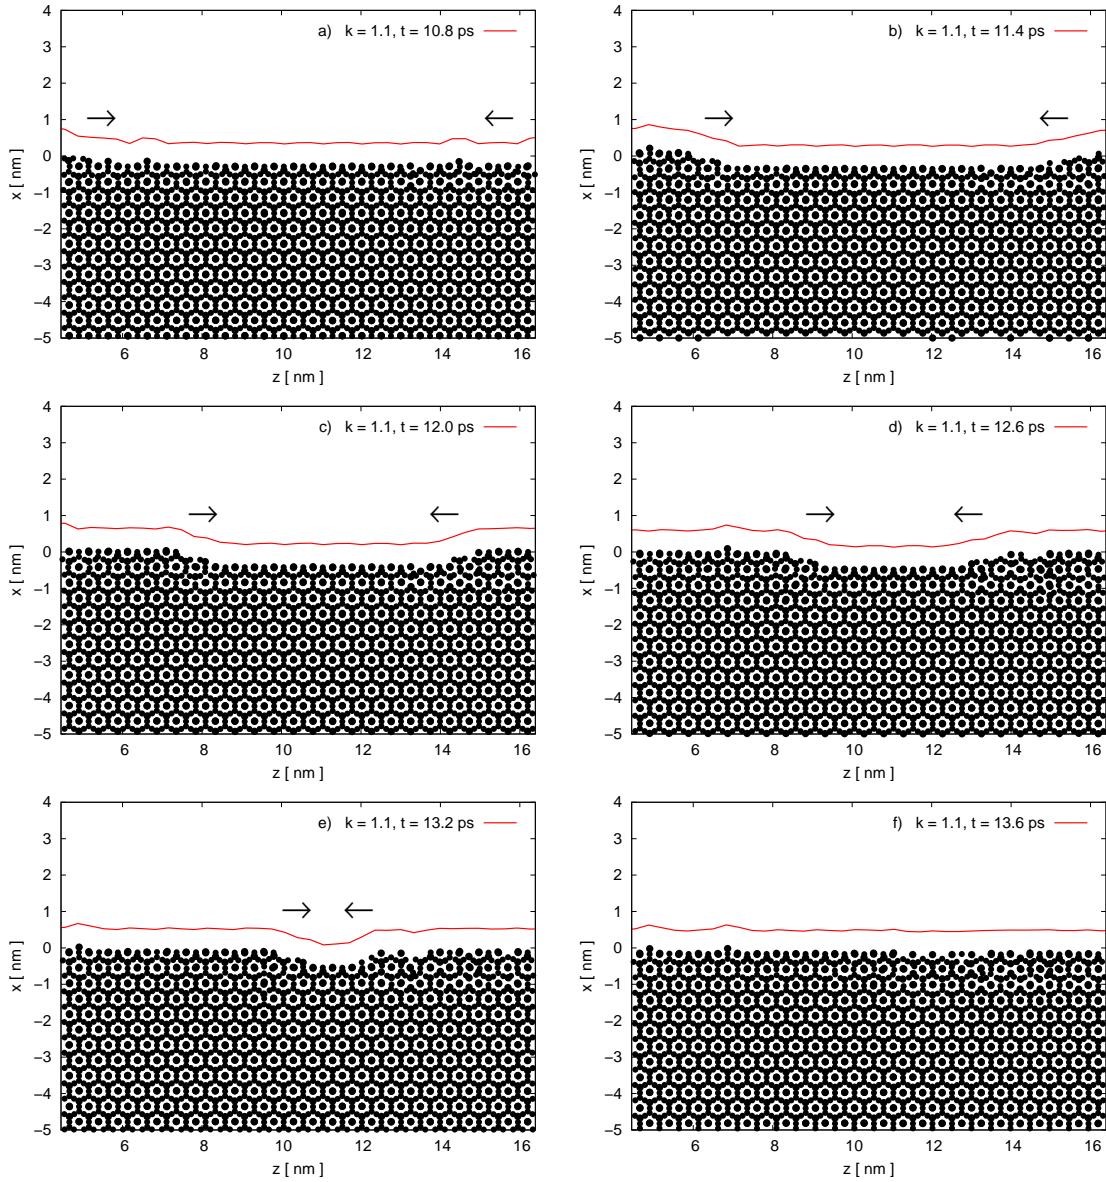 a) k = 1.1, t = 10.8 ps
4
3
2
1
0
−1
−2
−3
−4
−5
x [ nm ]
6 8 10 12 14 16
z [ nm ]
b) k = 1.1, t = 11.4 ps
4
3
2
1
0
−1
−2
−3
−4
−5
x [ nm ]
6 8 10 12 14 16
z [ nm ]
c) k = 1.1, t = 12.0 ps
4
3
2
1
0
−1
−2
−3
−4
−5
x [ nm ]
6 8 10 12 14 16
z [ nm ]
d) k = 1.1, t = 12.6 ps
4
3
2
1
0
−1
−2
−3
−4
−5
x [ nm ]
6 8 10 12 14 16
z [ nm ]
e) k = 1.1, t = 13.2 ps
4
3
2
1
0
−1
−2
−3
−4
−5
x [ nm ]
6 8 10 12 14 16
z [ nm ]
f) k = 1.1, t = 13.6 ps
4
3
2
1
0
−1
−2
−3
−4
−5
x [ nm ]
6 8 10 12 14 16
z [ nm ]